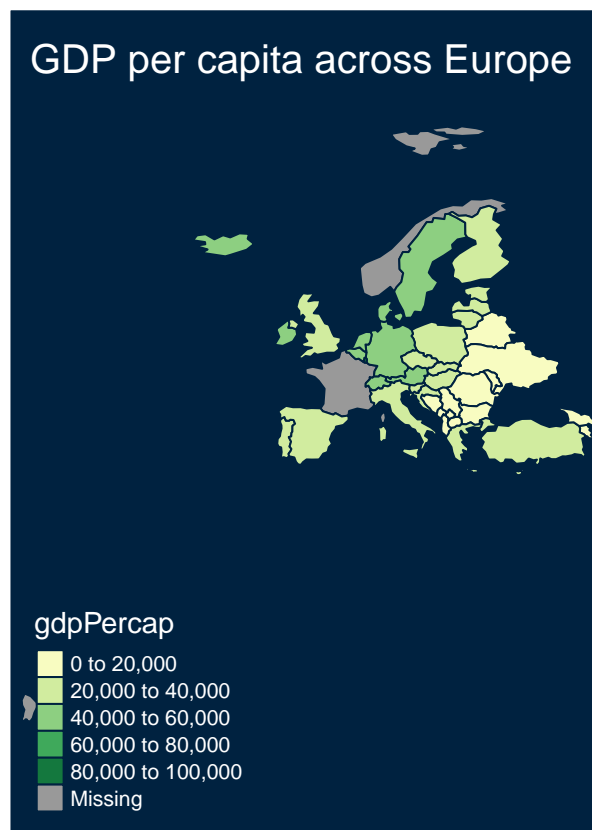 GDP per capita across Europe
gdpPercap
0 to 20,000
20,000 to 40,000
40,000 to 60,000
60,000 to 80,000
80,000 to 100,000
Missing